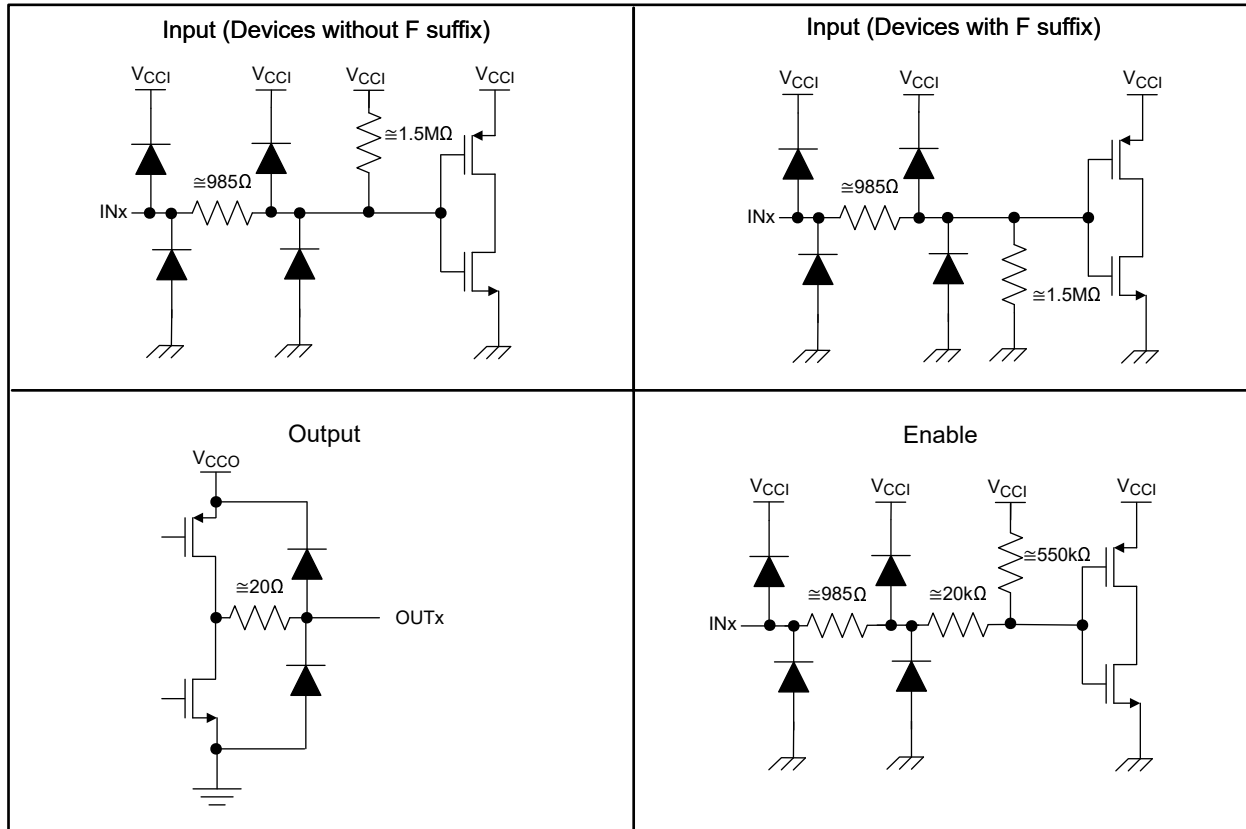 Input (Devices without F suffix)
VCCI VCCI VCCI VCCI
≅1.5MΩ
≅985Ω
INx
Input (Devices with F suffix)
VCCI VCCI VCCI
≅985Ω
INx
≅1.5MΩ
Output
VCCO
≅20Ω
OUTx
Enable
VCCI VCCI VCCI VCCI
≅550kΩ
≅985Ω ≅20kΩ
INx